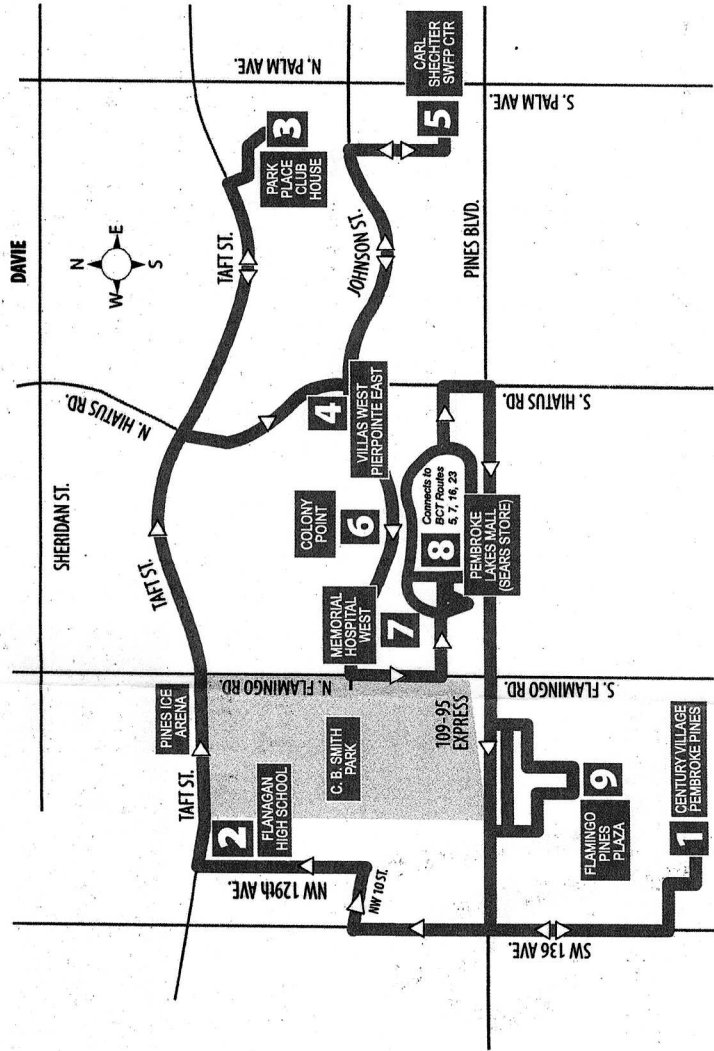 DAVIE
N
W
E
S
SHERIDAN ST.
N. HIATUS RD.
N. PALM AVE.
TAFT ST.
PARK
PLACE
CLUB
HOUSE
3
TAFT ST.
PINES ICE
ARENA
TAFT ST.
2
FLANAGAN
HIGH SCHOOL
C. B. SMITH
PARK
N. FLAMINGO RD.
MEMORIAL
HOSPITAL
WEST
7
COLONY
POINT
6
4
VILLAS WEST
PIERPOINTE EAST
JOHNSON ST.
5
CARL
SHECHTER
SWFP CTR
NW 129th AVE.
NW 10 ST.
109-95
EXPRESS
8
Connects to
BCT Routes
5, 7, 16, 23
PEMBROKE
LAKES MALL
(SEARS STORE)
PINES BLVD.
S. PALM AVE.
S. HIATUS RD.
S. FLAMINGO RD.
9
FLAMINGO
PINES
PLAZA
SW 136 AVE.
1
CENTURY VILLAGE
PEMBROKE PINES